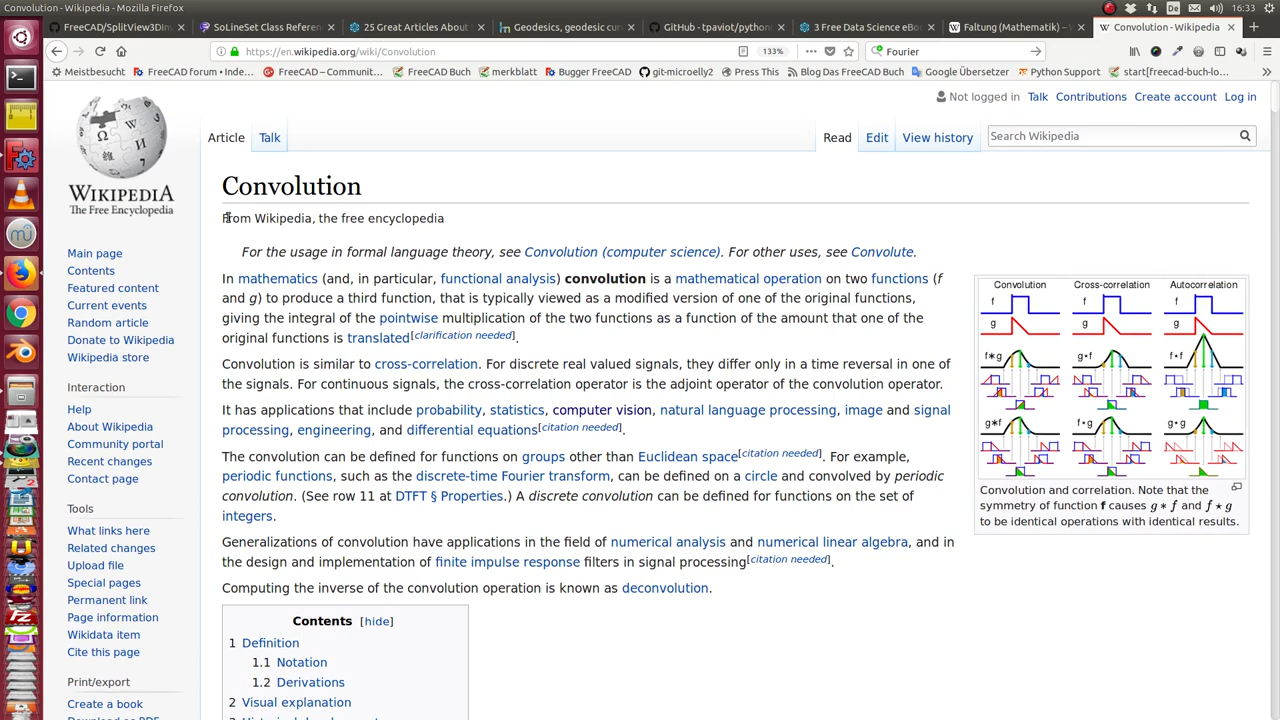 Convolution - Wikipedia - Mozilla Firefox
De
16:33
FreeCAD/SplitView3DIm
SoLineSet Class Referen
25 Great Articles About
Geodesics, geodesic cur
GitHub - tpaviot/python
3 Free Data Science eBo
Faltung (Mathematik) – W
Convolution - Wikipedia
https://en.wikipedia.org/wiki/Convolution
133%
Fourier
Meistbesucht
FreeCAD forum • Inde…
FreeCAD – Communit…
FreeCAD Buch
merkblatt
Bugger FreeCAD
git-microelly2
Press This
Blog Das FreeCAD Buch
Google Übersetzer
Python Support
start[freecad-buch-lo…
Not logged in Talk Contributions Create account Log in
Article Talk
Read Edit View history
Search Wikipedia
WIKIPEDIA
The Free Encyclopedia
Main page
Contents
Featured content
Current events
Random article
Donate to Wikipedia
Wikipedia store
Interaction
Help
About Wikipedia
Community portal
Recent changes
Contact page
Tools
What links here
Related changes
Upload file
Special pages
Permanent link
Page information
Wikidata item
Cite this page
Print/export
Create a book
Download as PDF
Convolution
From Wikipedia, the free encyclopedia
For the usage in formal language theory, see Convolution (computer science). For other uses, see Convolute.
In mathematics (and, in particular, functional analysis) convolution is a mathematical operation on two functions (f
and g) to produce a third function, that is typically viewed as a modified version of one of the original functions,
giving the integral of the pointwise multiplication of the two functions as a function of the amount that one of the
original functions is translated[clarification needed].
Convolution is similar to cross-correlation. For discrete real valued signals, they differ only in a time reversal in one of
the signals. For continuous signals, the cross-correlation operator is the adjoint operator of the convolution operator.
It has applications that include probability, statistics, computer vision, natural language processing, image and signal
processing, engineering, and differential equations[citation needed].
The convolution can be defined for functions on groups other than Euclidean space[citation needed]. For example,
periodic functions, such as the discrete-time Fourier transform, can be defined on a circle and convolved by periodic
convolution. (See row 11 at DTFT § Properties.) A discrete convolution can be defined for functions on the set of
integers.
Generalizations of convolution have applications in the field of numerical analysis and numerical linear algebra, and in
the design and implementation of finite impulse response filters in signal processing[citation needed].
Computing the inverse of the convolution operation is known as deconvolution.
Contents [hide]
1 Definition
1.1 Notation
1.2 Derivations
2 Visual explanation
Convolution Cross-correlation Autocorrelation
f f f
g g g
f∗g g⋆f f⋆f
g∗f f⋆g g⋆g
Convolution and correlation. Note that the
symmetry of function f causes g ∗ f and f ⋆ g
to be identical operations with identical results.